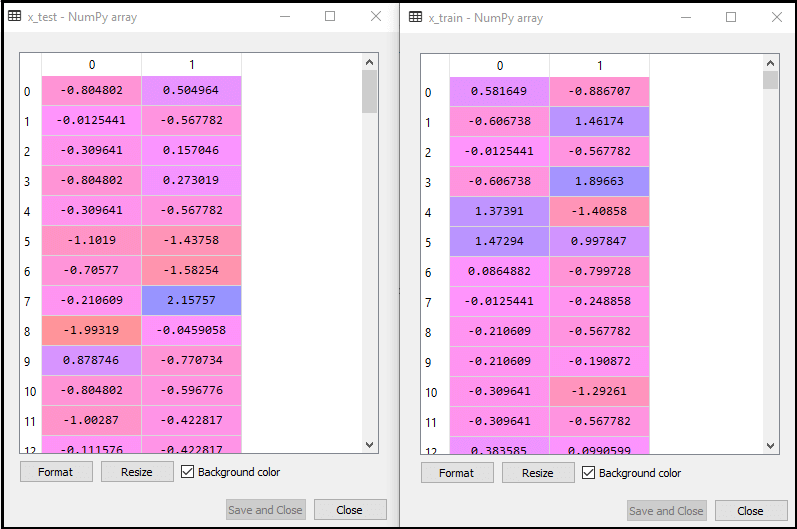 x_test - NumPy array
0 1
0 -0.804802 0.504964
1 -0.0125441 -0.567782
2 -0.309641 0.157046
3 -0.804802 0.273019
4 -0.309641 -0.567782
5 -1.1019 -1.43758
6 -0.70577 -1.58254
7 -0.210609 2.15757
8 -1.99319 -0.0459058
9 0.878746 -0.770734
10 -0.804802 -0.596776
11 -1.00287 -0.422817
12 -0.111576 -0.422817
Format Resize Background color
Save and Close Close
x_train - NumPy array
0 1
0 0.581649 -0.886707
1 -0.606738 1.46174
2 -0.0125441 -0.567782
3 -0.606738 1.89663
4 1.37391 -1.40858
5 1.47294 0.997847
6 0.0864882 -0.799728
7 -0.0125441 -0.248858
8 -0.210609 -0.567782
9 -0.210609 -0.190872
10 -0.309641 -1.29261
11 -0.309641 -0.567782
12 0.383585 0.0990599
Format Resize Background color
Save and Close Close